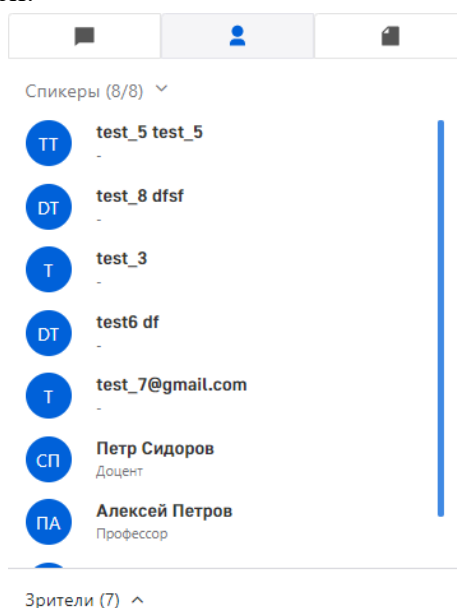 Спикеры (8/8)
TT
test_5 test_5
-
DT
test_8 dfsf
-
T
test_3
-
DT
test6 df
-
T
test_7@gmail.com
-
СП
Петр Сидоров
Доцент
ПА
Алексей Петров
Профессор
Зрители (7)